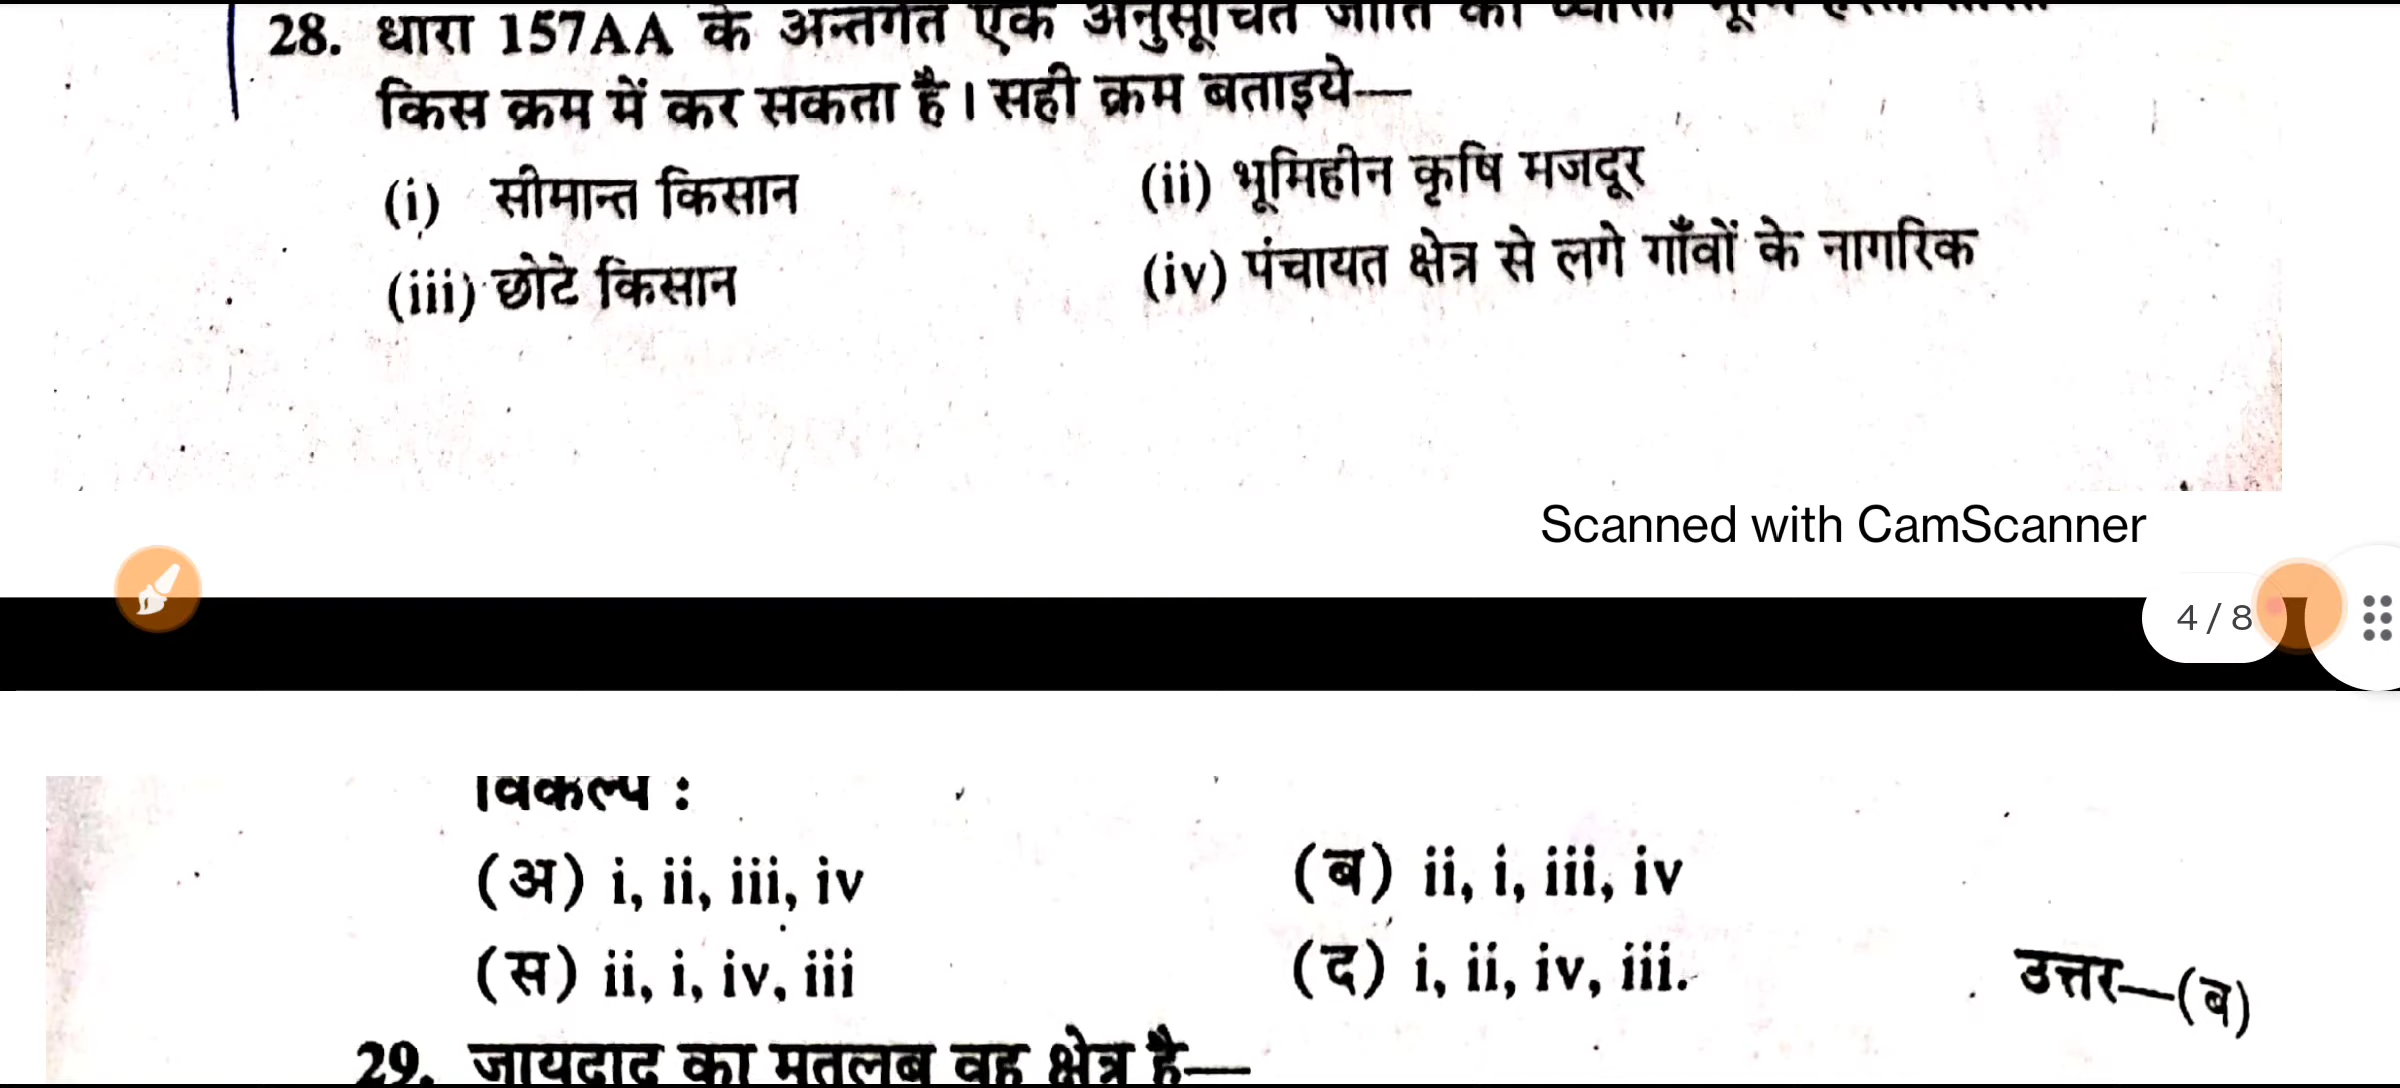 28. धारा 157AA के अन्तर्गत एक अनुसूचित जाति का व्यक्ति भूमि
किस क्रम में कर सकता है। सही क्रम बताइये—
(i) सीमान्त किसान (ii) भूमिहीन कृषि मजदूर
(iii) छोटे किसान (iv) पंचायत क्षेत्र से लगे गाँवों के नागरिक
Scanned with CamScanner
4 / 8
विकल्प :
(अ) i, ii, iii, iv (ब) ii, i, iii, iv
(स) ii, i, iv, iii (द) i, ii, iv, iii.
उत्तर—(ब)
29. जायदाद का मतलब वह क्षेत्र है—